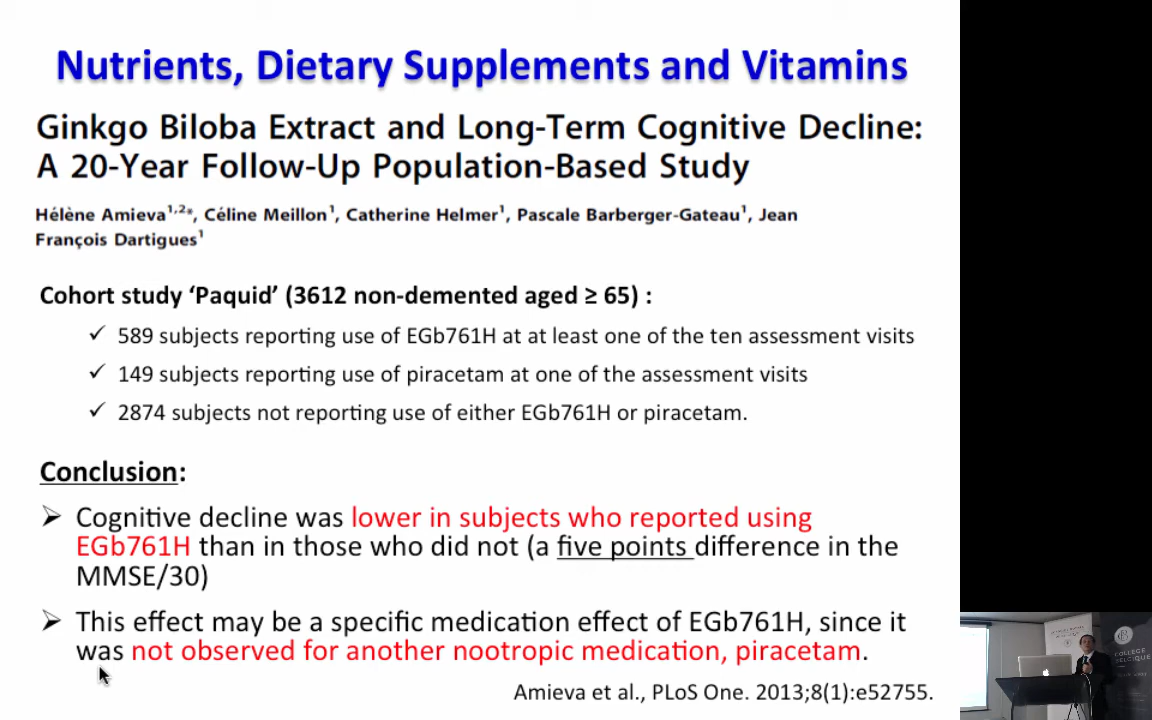 Nutrients, Dietary Supplements and Vitamins
Ginkgo Biloba Extract and Long-Term Cognitive Decline:
A 20-Year Follow-Up Population-Based Study
Hélène Amieva1,2*, Céline Meillon1, Catherine Helmer1, Pascale Barberger-Gateau1, Jean
François Dartigues1
Cohort study ‘Paquid’ (3612 non-demented aged ≥ 65) :
✓ 589 subjects reporting use of EGb761H at at least one of the ten assessment visits
✓ 149 subjects reporting use of piracetam at one of the assessment visits
✓ 2874 subjects not reporting use of either EGb761H or piracetam.
Conclusion:
➢ Cognitive decline was lower in subjects who reported using
EGb761H than in those who did not (a five points difference in the
MMSE/30)
➢ This effect may be a specific medication effect of EGb761H, since it
was not observed for another nootropic medication, piracetam.
Amieva et al., PLoS One. 2013;8(1):e52755.
COLLÈGE
BELGIQUE